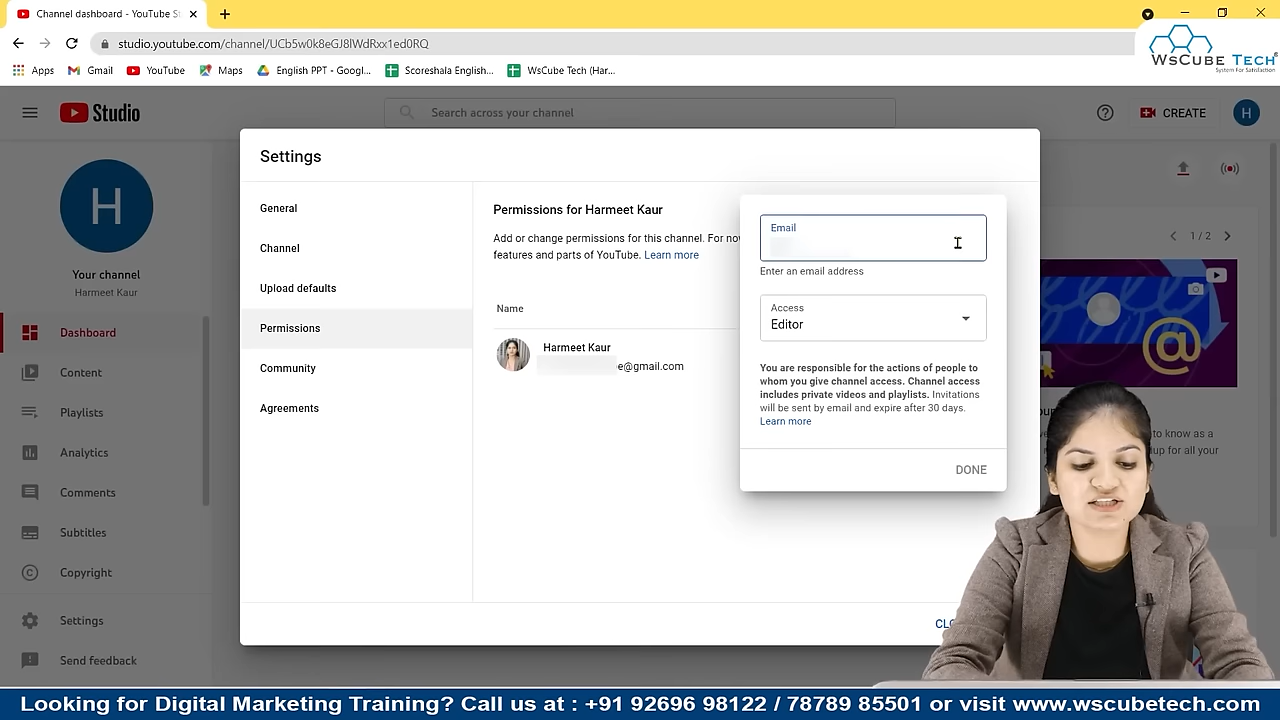 Channel dashboard - YouTube S
studio.youtube.com/channel/UCb5w0k8eGJ8lWdRxx1ed0RQ
WSCUBE TECH
System For Satisfaction
Apps
Gmail
YouTube
Maps
English PPT - Googl...
Scoreshala English...
WsCube Tech (Har...
Studio
Search across your channel
CREATE
H
Settings
H
General
Permissions for Harmeet Kaur
Email
Add or change permissions for this channel. For now
features and parts of YouTube. Learn more
Channel
1 / 2
Enter an email address
Your channel
Harmeet Kaur
Upload defaults
Name
Access
Editor
Dashboard
Permissions
Harmeet Kaur
e@gmail.com
Content
Community
You are responsible for the actions of people to
whom you give channel access. Channel access
includes private videos and playlists. Invitations
will be sent by email and expire after 30 days.
Learn more
@
Playlists
Agreements
to know as a
up for all your
Analytics
DONE
Comments
Subtitles
Copyright
Settings
CLO
Send feedback
Looking for Digital Marketing Training? Call us at : +91 92696 98122 / 78789 85501 or visit www.wscubetech.com